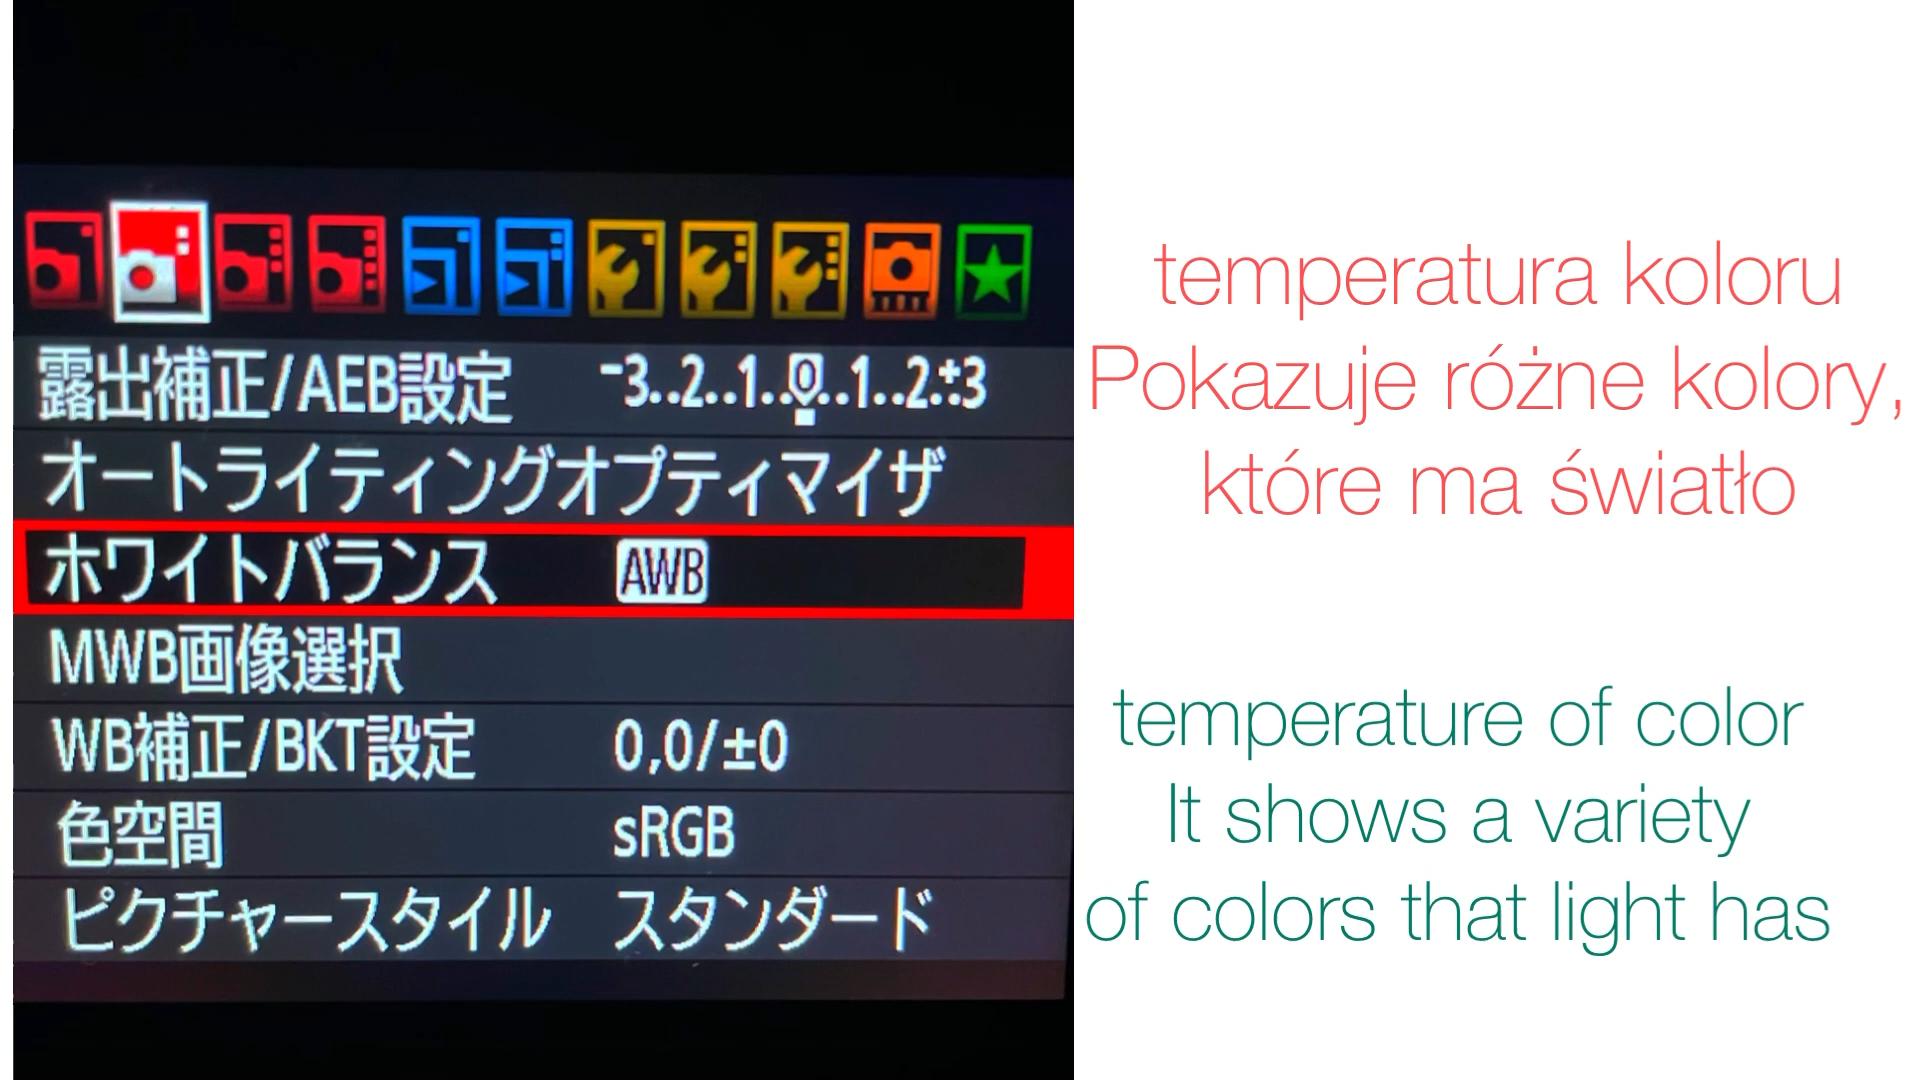 露出補正/AEB設定 -3..2..1..0..1..2.±3
オートライティングオプティマイザ
ホワイトバランス AWB
MWB画像選択
WB補正/BKT設定 0,0/±0
色空間 sRGB
ピクチャースタイル スタンダード
temperatura koloru
Pokazuje różne kolory,
które ma światło
temperature of color
It shows a variety
of colors that light has